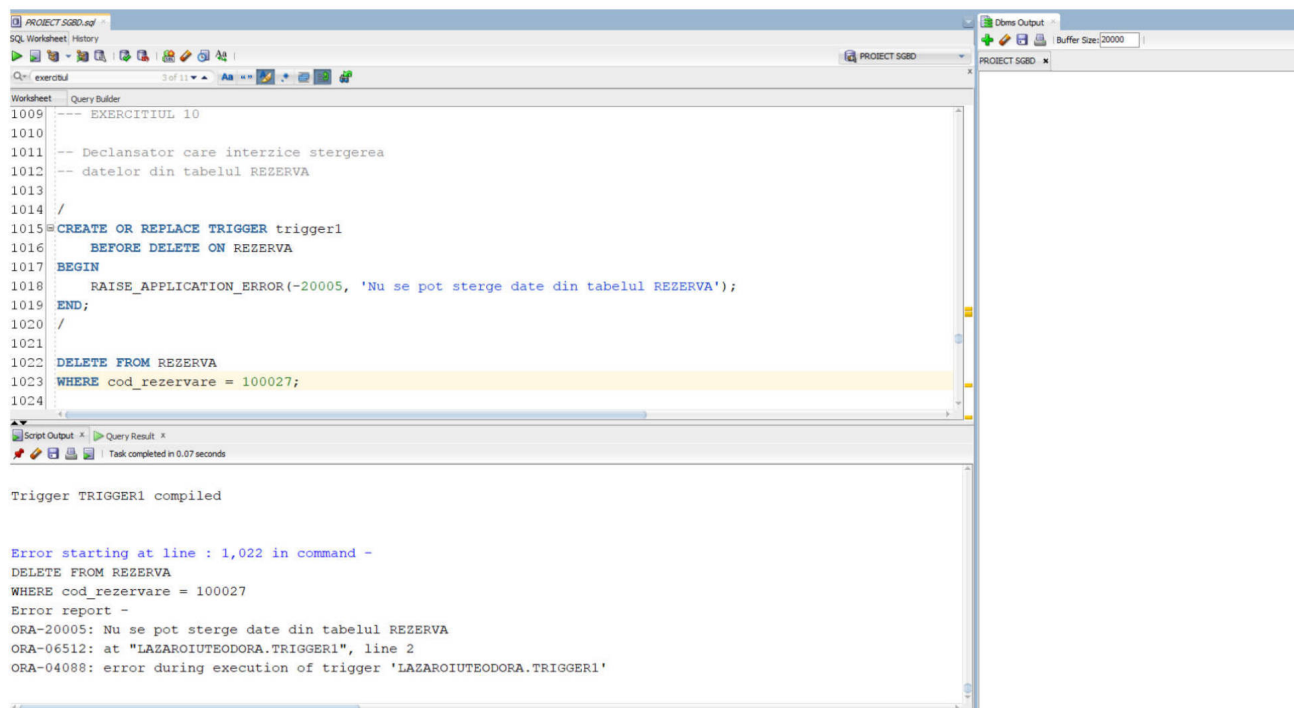 PROIECT SGBD.sql
SQL Worksheet History
PROIECT SGBD
exercitiul
3 of 11
Aa
Worksheet Query Builder
1009 --- EXERCITIUL 10
1010
1011 -- Declansator care interzice stergerea
1012 -- datelor din tabelul REZERVA
1013
1014 /
1015 CREATE OR REPLACE TRIGGER trigger1
1016 BEFORE DELETE ON REZERVA
1017 BEGIN
1018 RAISE_APPLICATION_ERROR(-20005, 'Nu se pot sterge date din tabelul REZERVA');
1019 END;
1020 /
1021
1022 DELETE FROM REZERVA
1023 WHERE cod_rezervare = 100027;
1024
Script Output x Query Result x
Task completed in 0.07 seconds
Trigger TRIGGER1 compiled
Error starting at line : 1,022 in command -
DELETE FROM REZERVA
WHERE cod_rezervare = 100027
Error report -
ORA-20005: Nu se pot sterge date din tabelul REZERVA
ORA-06512: at "LAZAROIUTEODORA.TRIGGER1", line 2
ORA-04088: error during execution of trigger 'LAZAROIUTEODORA.TRIGGER1'
Dbms Output
Buffer Size: 20000
PROIECT SGBD x